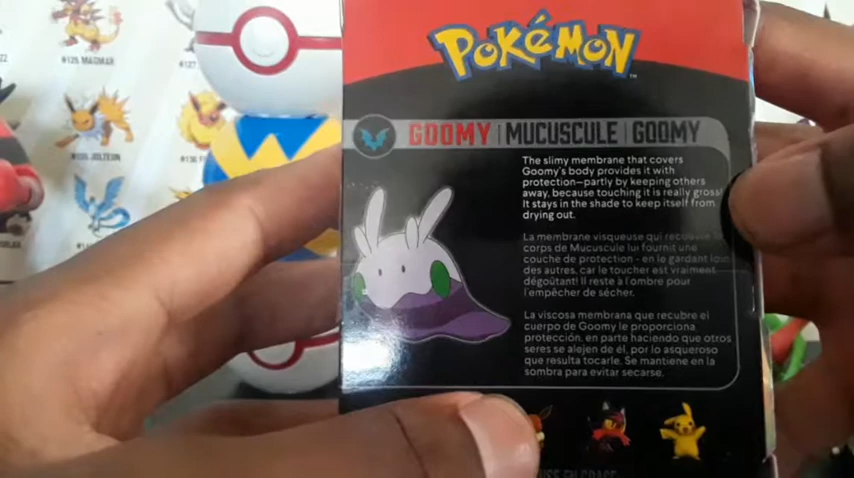 POKÉMON
™
#126 MAGMAR
#127
#135 JOLTEON
#136 F
GOOMY | MUCUSCULE | GOOMY
The slimy membrane that covers
Goomy's body provides it with
protection—partly by keeping others
away, because touching it is really gross!
It stays in the shade to keep itself from
drying out.
La membrane visqueuse qui recouvre
corps de Mucuscule lui fournit une
couche de protection - en le gardant loin
des autres, car le toucher est vraiment
dégoûtant! Il reste à l'ombre pour
l'empêcher de sécher.
La viscosa membrana que recubre el
cuerpo de Goomy le proporciona
protección, en parte haciendo que otros
seres se alejen de él, por lo asqueroso
que resulta tocarle. Se mantiene en la
sombra para evitar secarse.